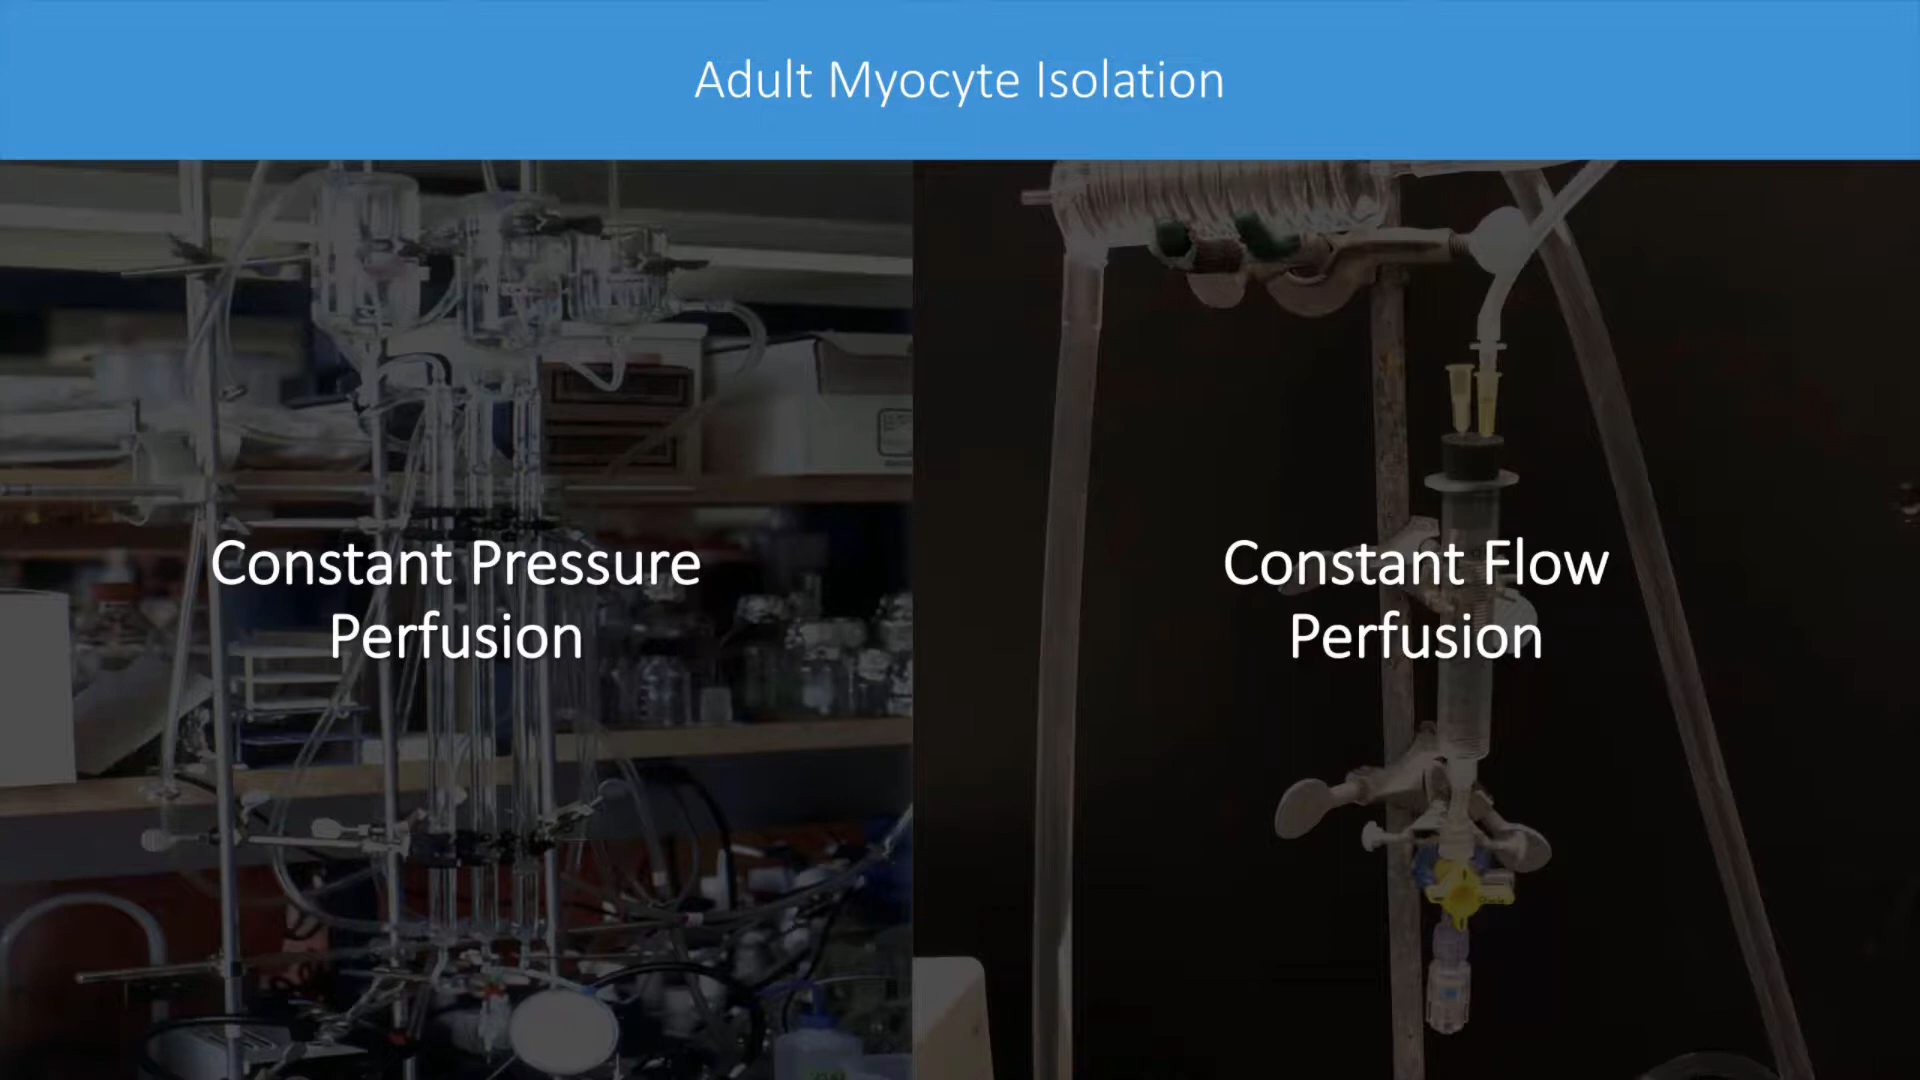 Adult Myocyte Isolation
Constant Pressure
Perfusion
Constant Flow
Perfusion